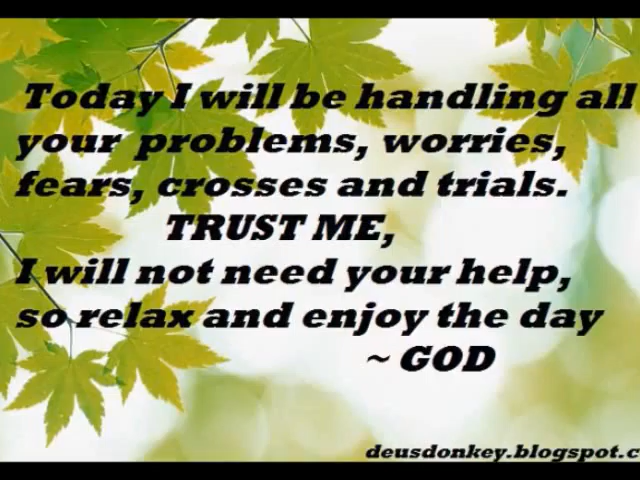 Today I will be handling all
your problems, worries,
fears, crosses and trials.
TRUST ME,
I will not need your help,
so relax and enjoy the day
~ GOD
deusdonkey.blogspot.c